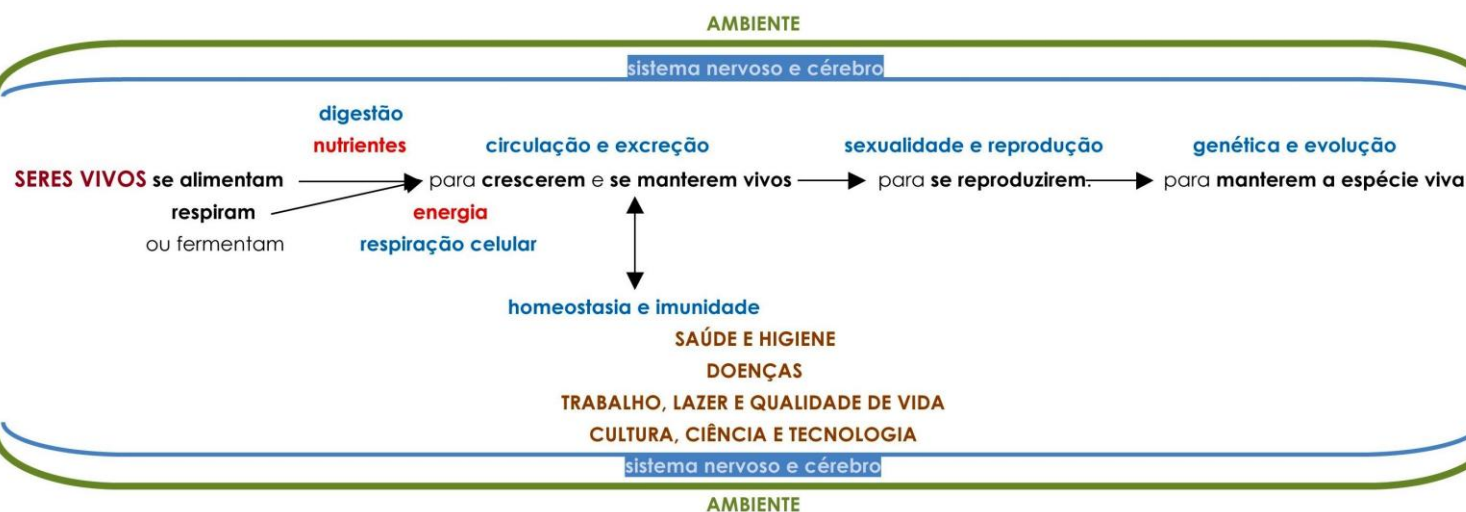 AMBIENTE
sistema nervoso e cérebro
digestão
nutrientes circulação e excreção sexualidade e reprodução genética e evolução
SERES VIVOS se alimentam para crescerem e se manterem vivos para se reproduzirem. para manterem a espécie viva
respiram energia
ou fermentam respiração celular
homeostasia e imunidade
SAÚDE E HIGIENE
DOENÇAS
TRABALHO, LAZER E QUALIDADE DE VIDA
CULTURA, CIÊNCIA E TECNOLOGIA
sistema nervoso e cérebro
AMBIENTE